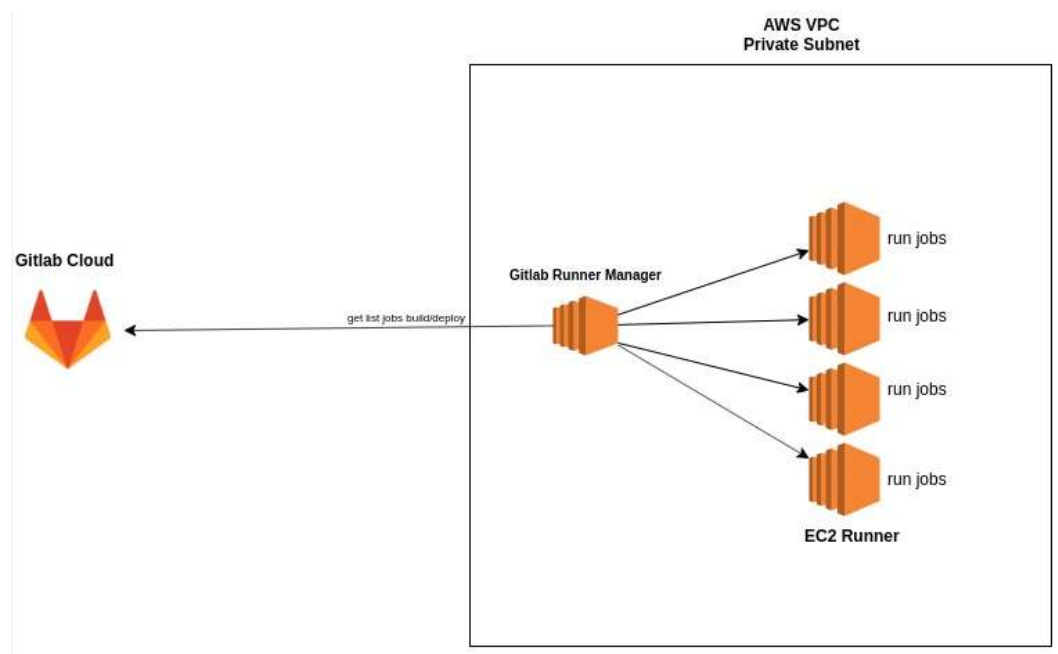 AWS VPC
Private Subnet
Gitlab Cloud
get list jobs build/deploy
Gitlab Runner Manager
run jobs
run jobs
run jobs
run jobs
EC2 Runner